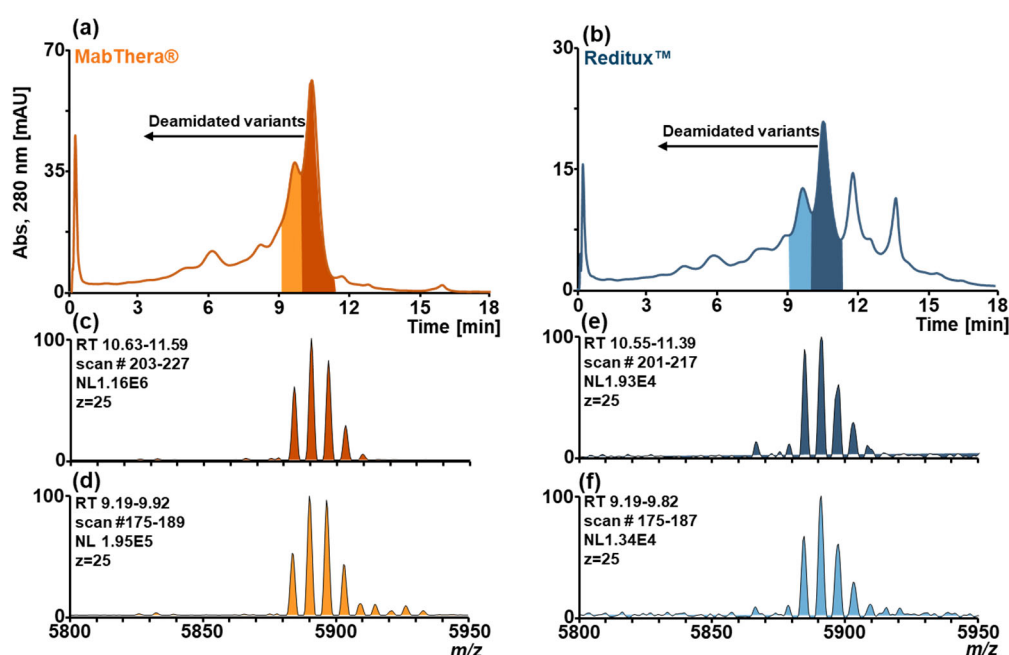 (a)
MabThera®
70
35
0
Abs, 280 nm [mAU]
Deamidated variants
0 3 6 9 12 15 18
Time [min]
(b)
Reditux™
30
15
0
Deamidated variants
0 3 6 9 12 15 18
Time [min]
(c)
100
0
RT 10.63-11.59
scan # 203-227
NL1.16E6
z=25
(d)
100
0
RT 9.19-9.92
scan #175-189
NL 1.95E5
z=25
5800 5850 5900 5950
m/z
(e)
100
0
RT 10.55-11.39
scan # 201-217
NL1.93E4
z=25
(f)
100
0
RT 9.19-9.82
scan # 175-187
NL1.34E4
z=25
5800 5850 5900 5950
m/z